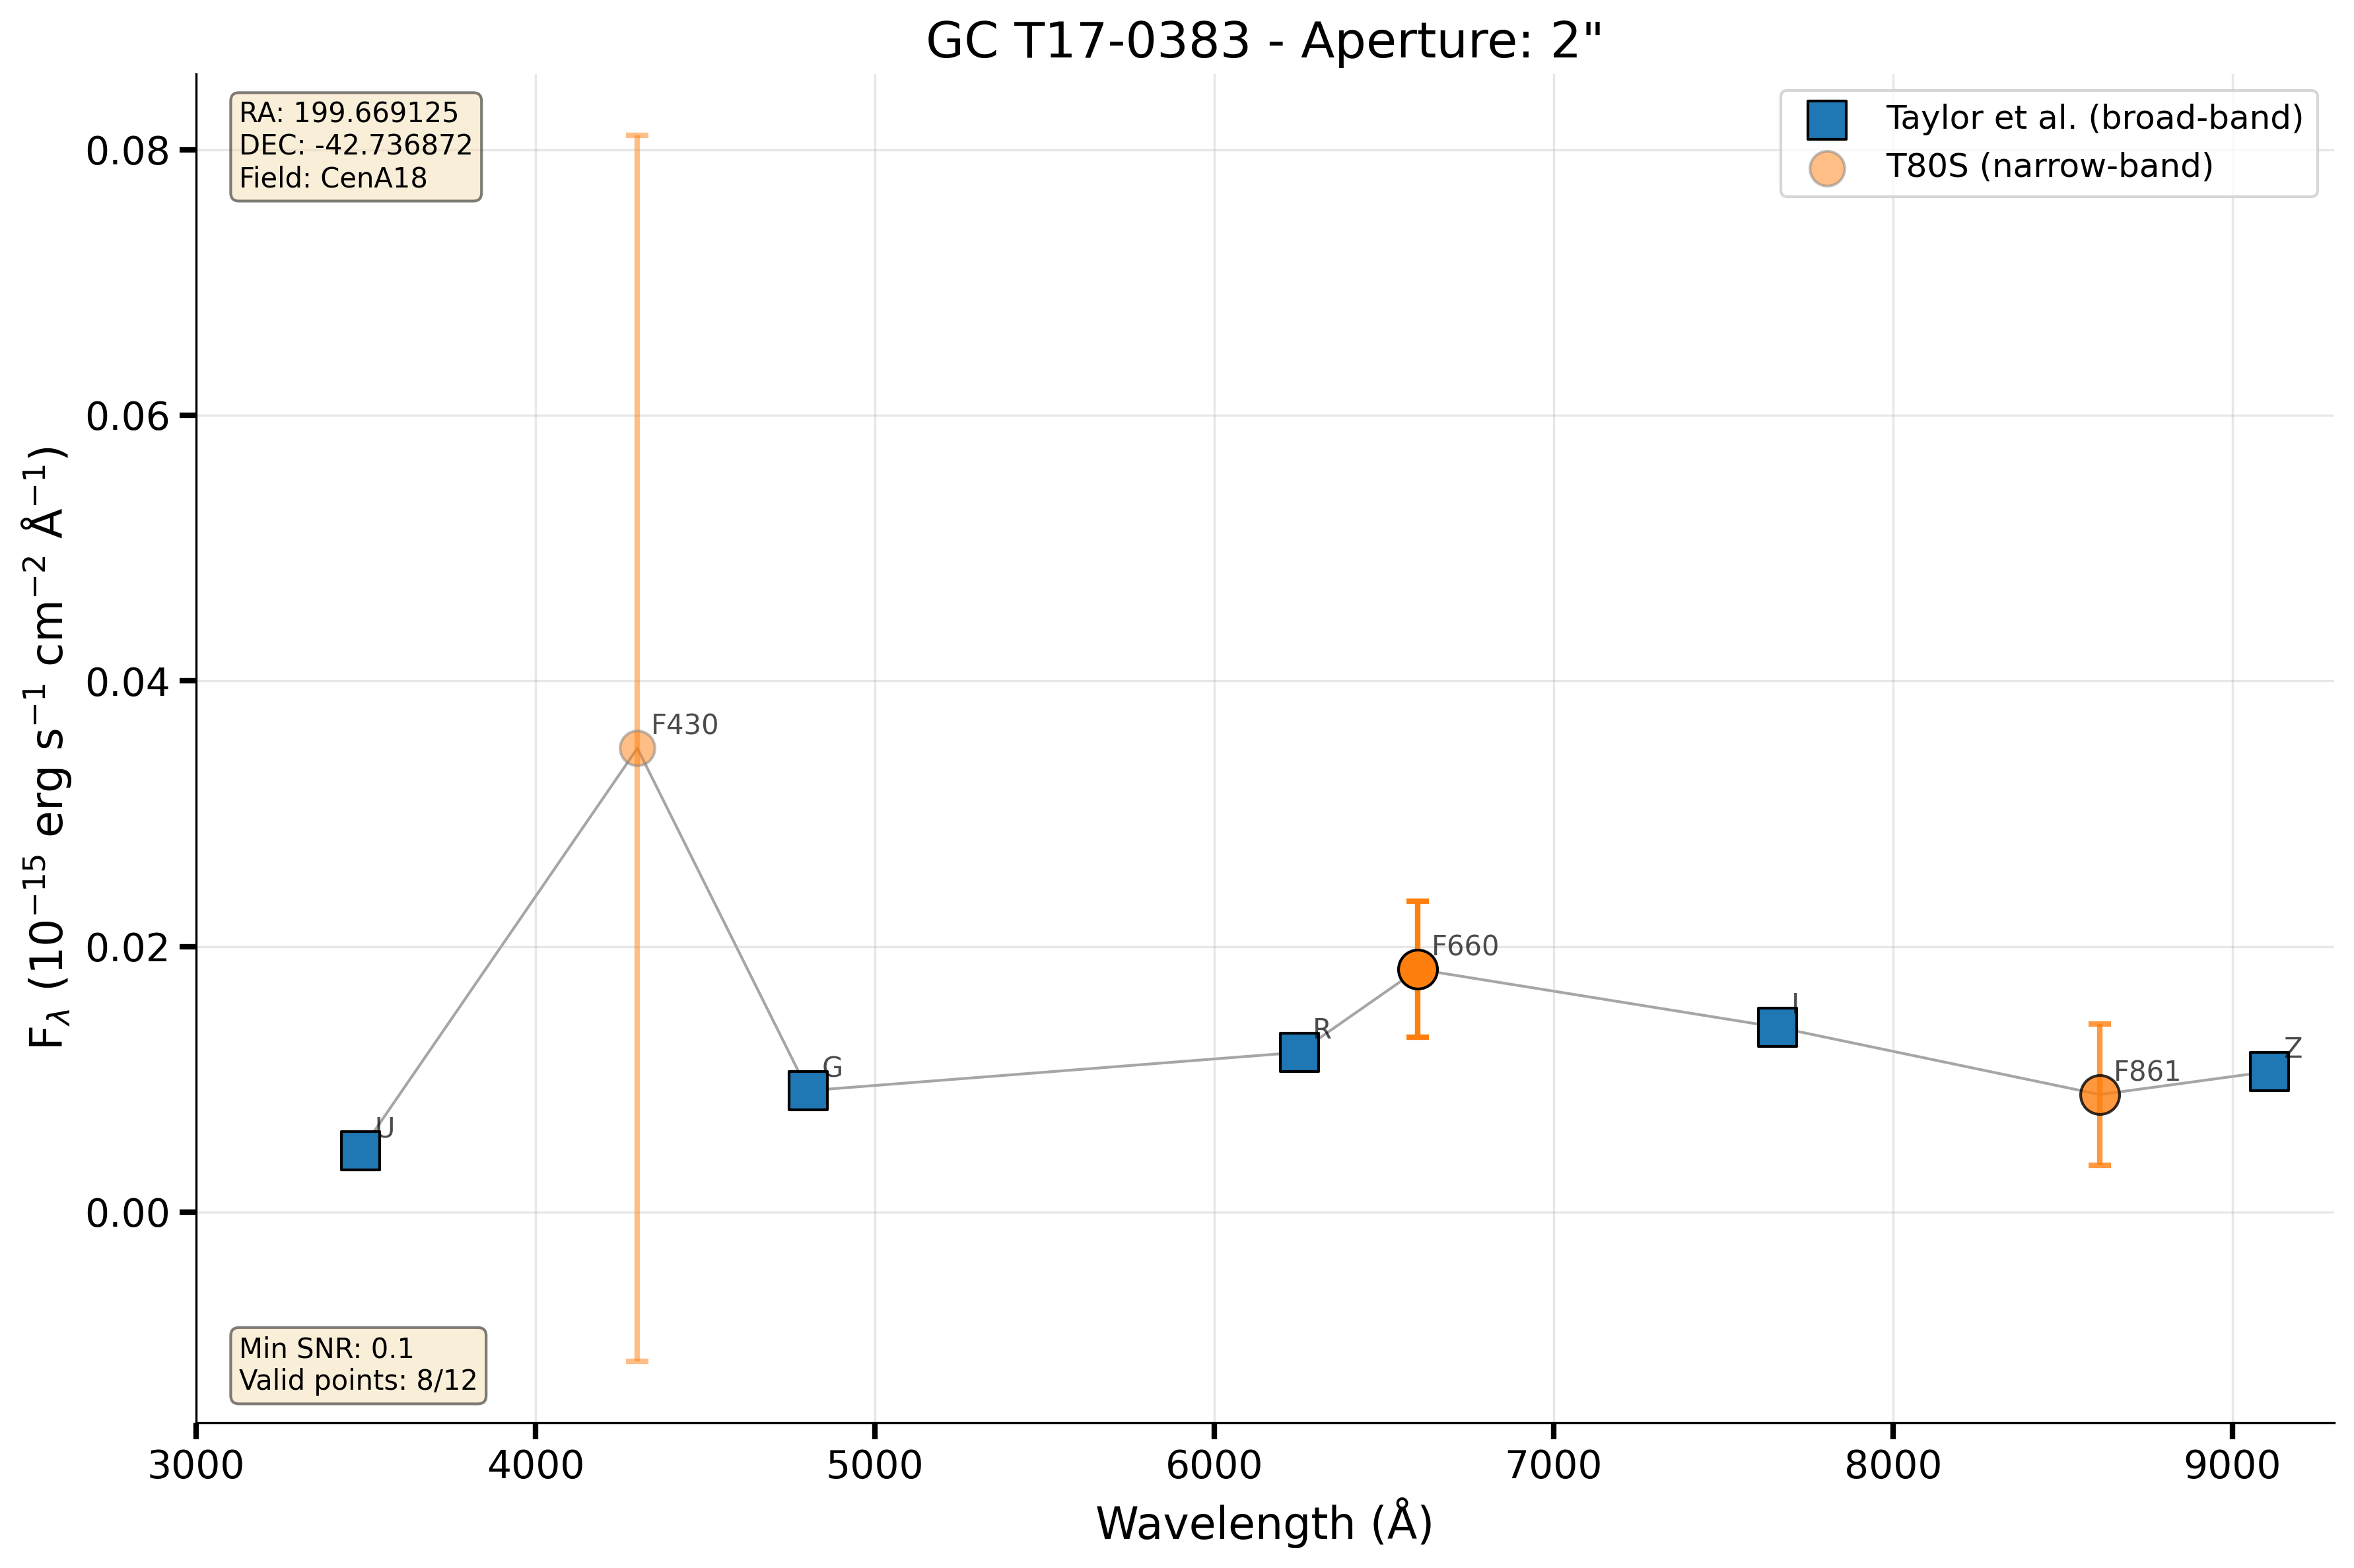 GC T17-0383 - Aperture: 2"
RA: 199.669125
DEC: -42.736872
Field: CenA18
Taylor et al. (broad-band)
T80S (narrow-band)
0.08
0.06
0.04
0.02
0.00
F_λ (10⁻¹⁵ erg s⁻¹ cm⁻² Å⁻¹)
U
F430
G
R
F660
I
F861
Z
Min SNR: 0.1
Valid points: 8/12
3000 4000 5000 6000 7000 8000 9000
Wavelength (Å)